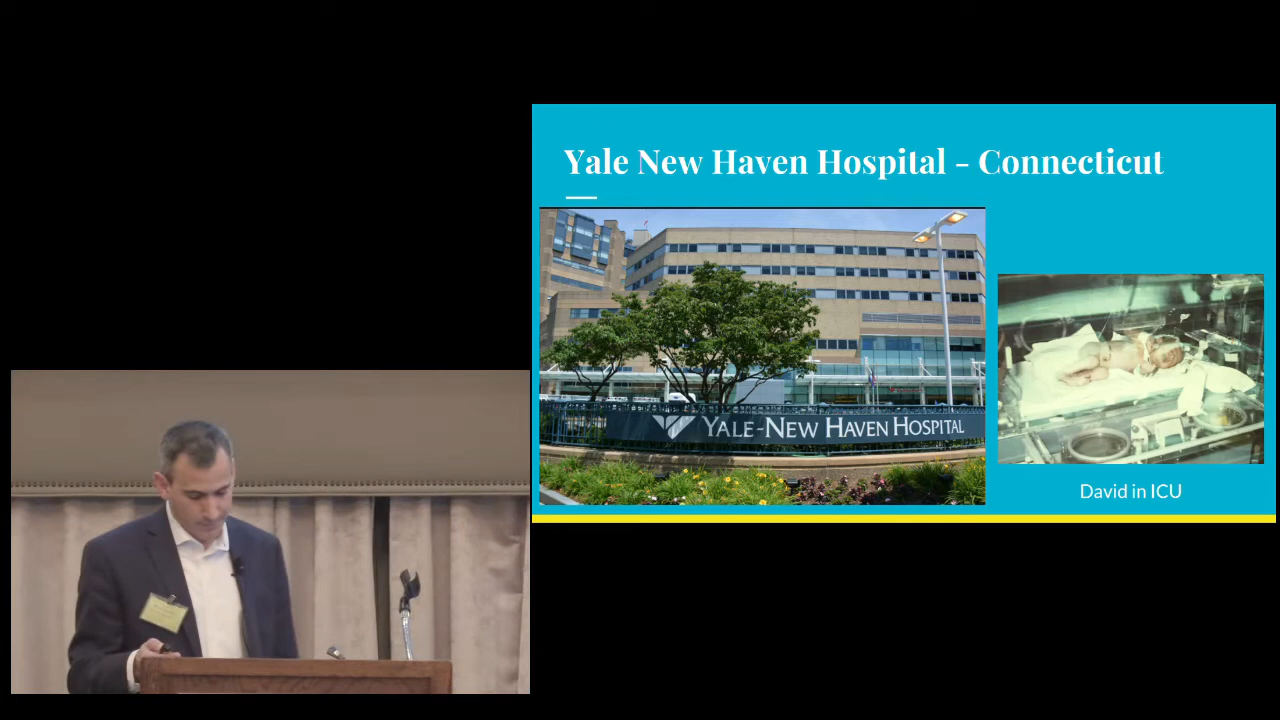 Yale New Haven Hospital - Connecticut
YALE-NEW HAVEN HOSPITAL
David in ICU